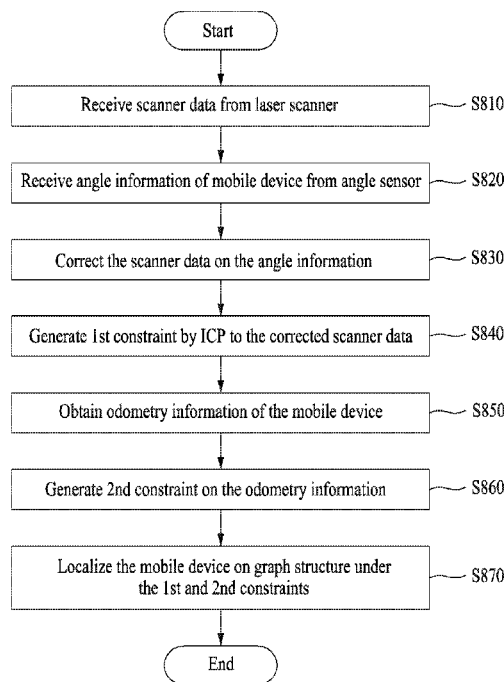 Start
Receive scanner data from laser scanner
S810
Receive angle information of mobile device from angle sensor
S820
Correct the scanner data on the angle information
S830
Generate 1st constraint by ICP to the corrected scanner data
S840
Obtain odometry information of the mobile device
S850
Generate 2nd constraint on the odometry information
S860
Localize the mobile device on graph structure under
the 1st and 2nd constraints
S870
End